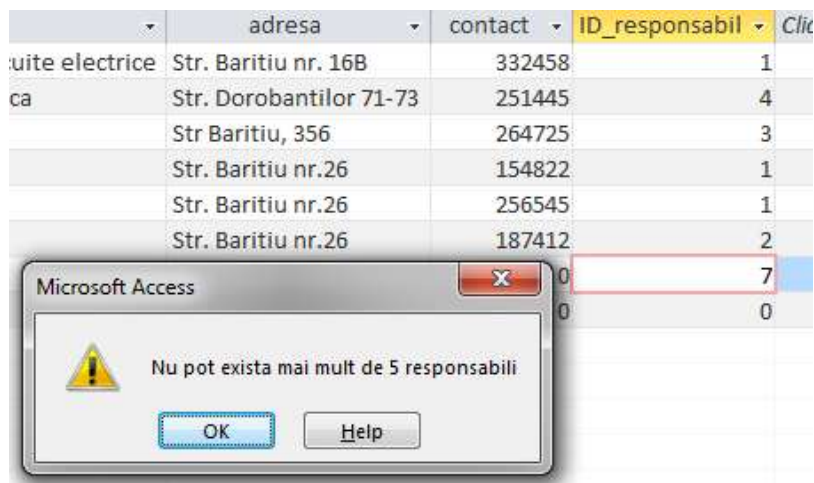 adresa contact ID_responsabil Clic
uite electrice Str. Baritiu nr. 16B 332458 1
ca Str. Dorobantilor 71-73 251445 4
Str Baritiu, 356 264725 3
Str. Baritiu nr.26 154822 1
Str. Baritiu nr.26 256545 1
Str. Baritiu nr.26 187412 2
0 7
0 0
Microsoft Access
Nu pot exista mai mult de 5 responsabili
OK Help